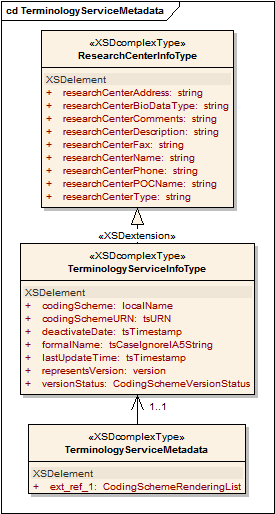 cd TerminologyServiceMetadata
«XSDcomplexType»
ResearchCenterInfoType
XSDelement
+ researchCenterAddress: string
+ researchCenterBioDataType: string
+ researchCenterComments: string
+ researchCenterDescription: string
+ researchCenterFax: string
+ researchCenterName: string
+ researchCenterPhone: string
+ researchCenterPOCName: string
+ researchCenterType: string
«XSDextension»
«XSDcomplexType»
TerminologyServiceInfoType
XSDelement
+ codingScheme: localName
+ codingSchemeURN: tsURN
+ deactivateDate: tsTimestamp
+ formalName: tsCaseIgnoreIA5String
+ lastUpdateTime: tsTimestamp
+ representsVersion: version
+ versionStatus: CodingSchemeVersionStatus
1..1
«XSDcomplexType»
TerminologyServiceMetadata
XSDelement
+ ext_ref_1: CodingSchemeRenderingList